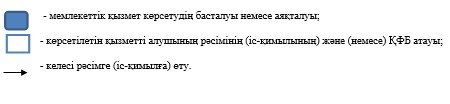 - мемлекеттік қызмет көрсетудің басталуы немесе аяқталуы;
- көрсетілетін қызметті алушының рәсімінің (іс-қимылының) және (немесе) ҚФБ атауы;
- келесі рәсімге (іс-қимылға) өту.